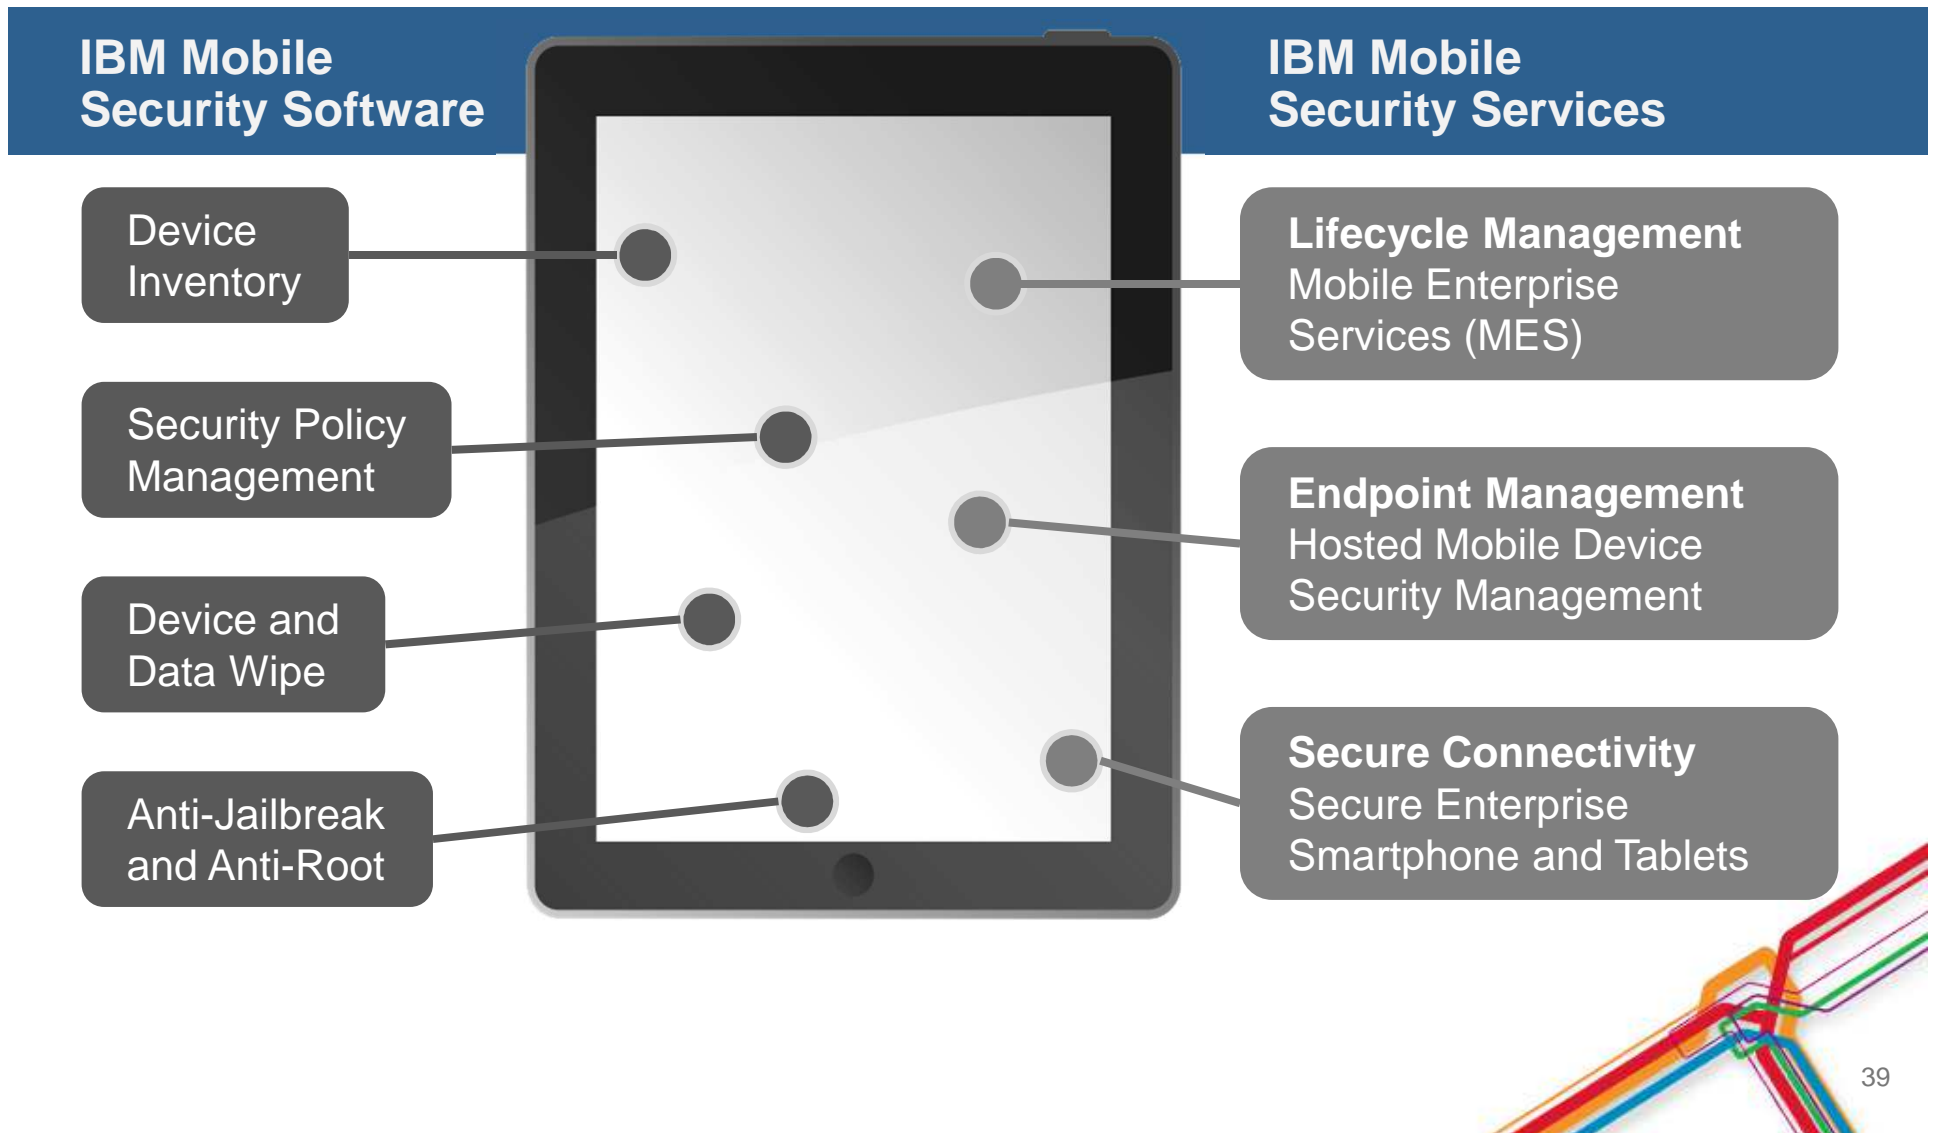 IBM Mobile
Security Software
IBM Mobile
Security Services
Device
Inventory
Security Policy
Management
Device and
Data Wipe
Anti-Jailbreak
and Anti-Root
Lifecycle Management
Mobile Enterprise
Services (MES)
Endpoint Management
Hosted Mobile Device
Security Management
Secure Connectivity
Secure Enterprise
Smartphone and Tablets
39